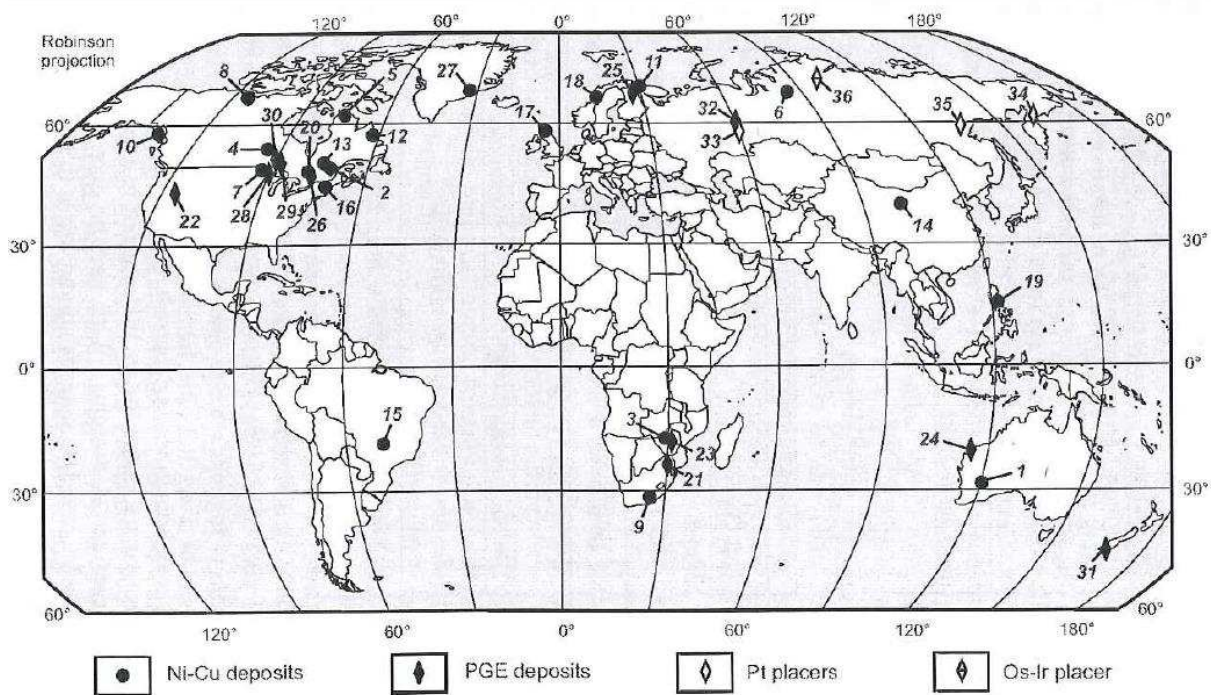 120° 60° 0° 60° 120° 180°
Robinson
projection
8 27 5 18 25 11
36
6
32 35 34
60° 30 20 17 33 60°
10 4 13 12
7 2 14
22 28 29 26 16
30° 30°
19
0° 0°
15 3
23 24
21 1
30° 9 30°
31
60° 60°
120° 60° 0° 60° 120° 180°
Ni-Cu deposits PGE deposits Pt placers Os-Ir placer